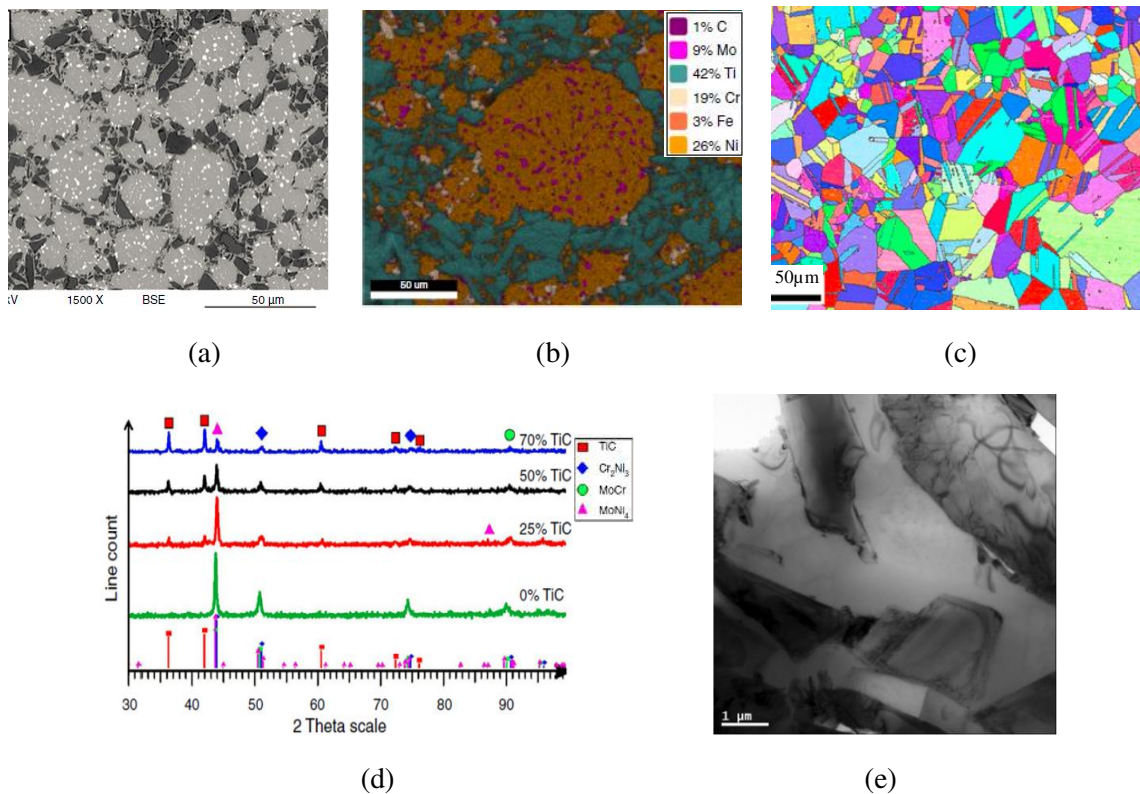 1% C
9% Mo
42% Ti
19% Cr
3% Fe
26% Ni
50 um
50µm
kV 1500 X BSE 50 µm
(a)
(b)
(c)
70% TiC
50% TiC
25% TiC
0% TiC
TiC
Cr₂Ni₃
MoCr
MoNi₄
Line count
30 40 50 60 70 80 90
2 Theta scale
1 µm
(d)
(e)